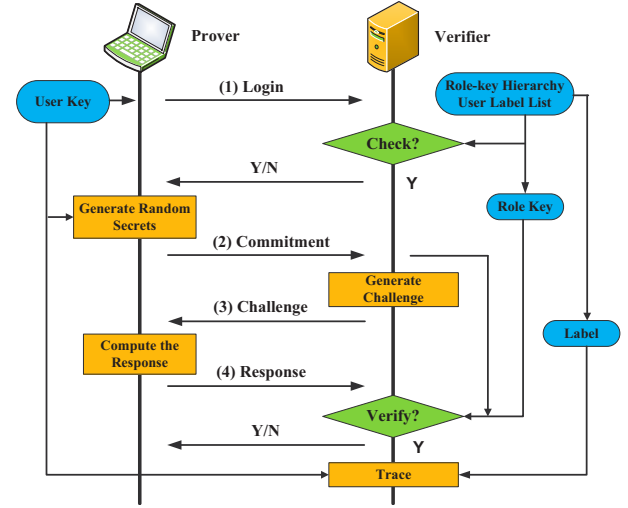 Prover
Verifier
User Key
(1) Login
Role-key Hierarchy
User Label List
Check?
Y/N
Y
Generate Random
Secrets
Role Key
(2) Commitment
Generate
Challenge
(3) Challenge
Compute the
Response
Label
(4) Response
Verify?
Y/N
Y
Trace